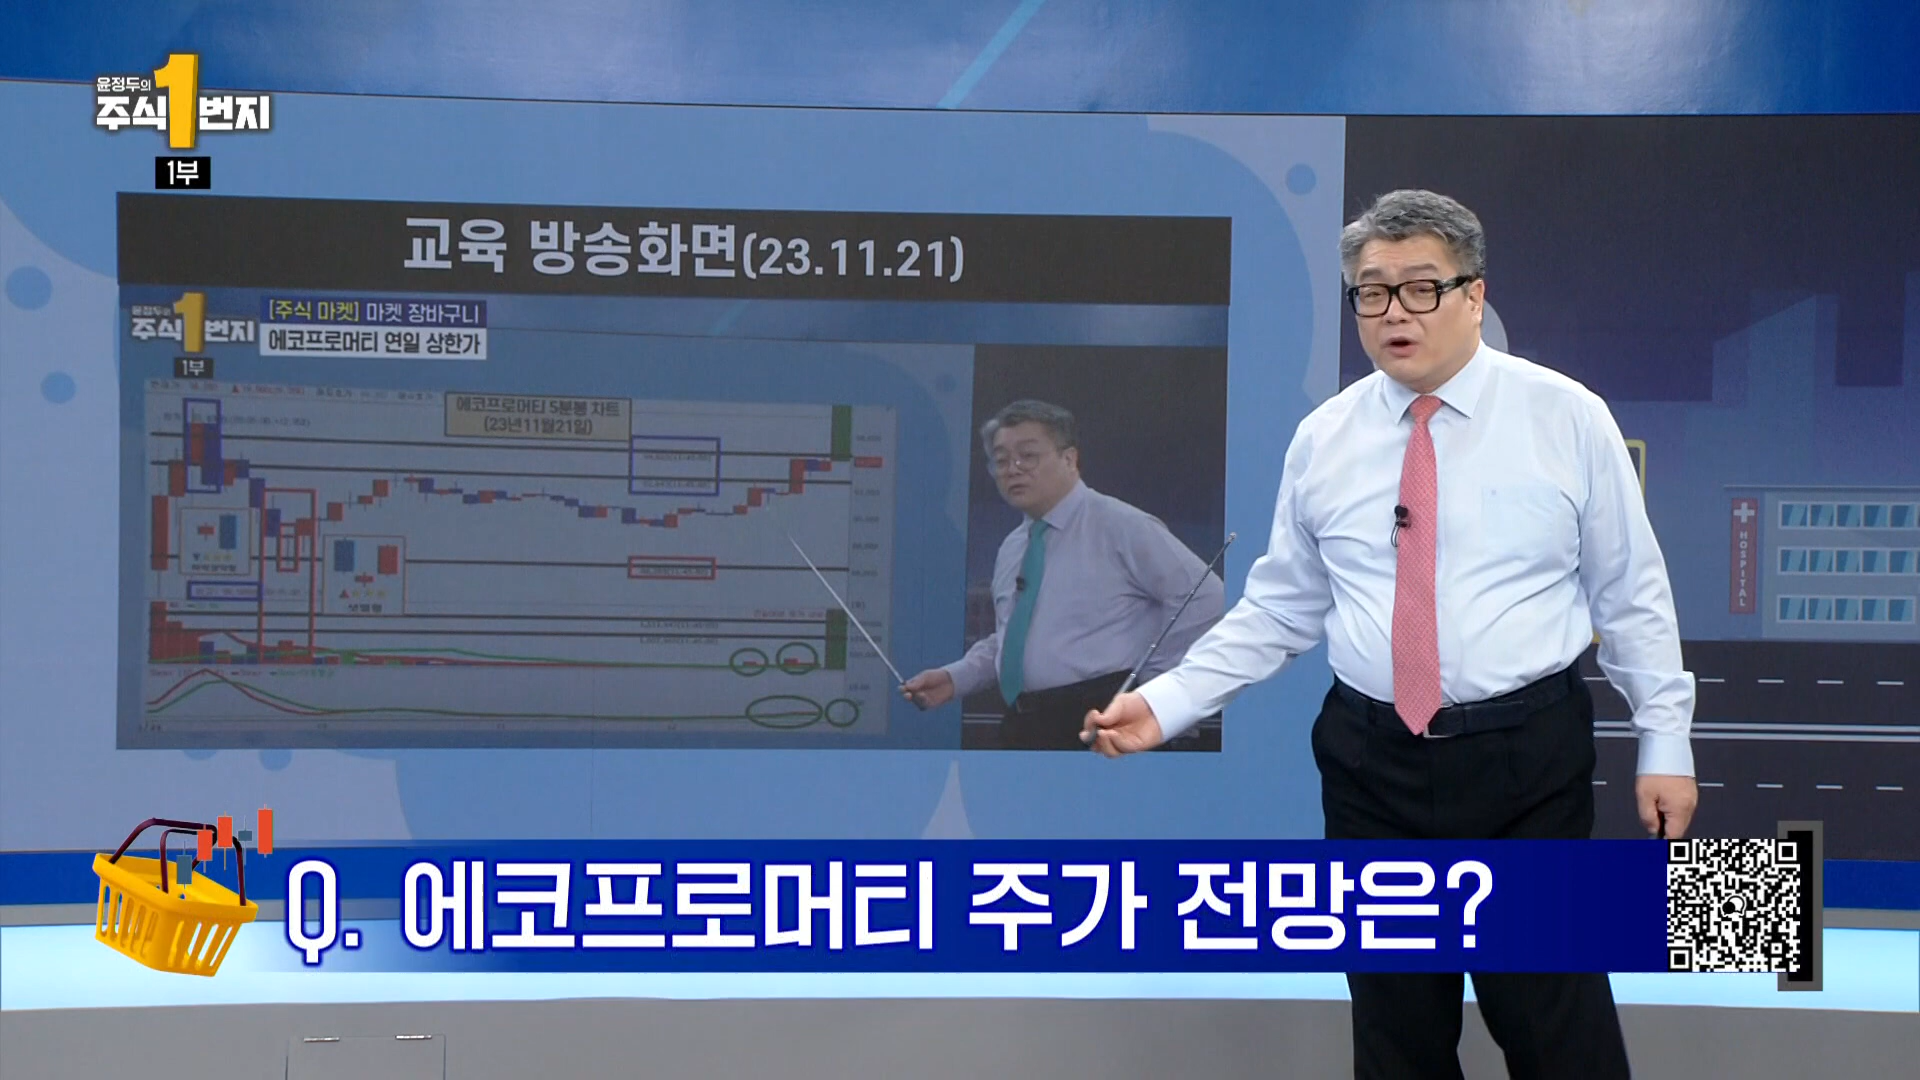 윤정두의
주식1번지
1부
교육 방송화면(23.11.21)
윤정두의
주식1번지
1부
[주식 마켓] 마켓 장바구니
에코프로머티 연일 상한가
에코프로머티 5분봉 차트
(23년11월21일)
샛별형
HOSPITAL
Q. 에코프로머티 주가 전망은?